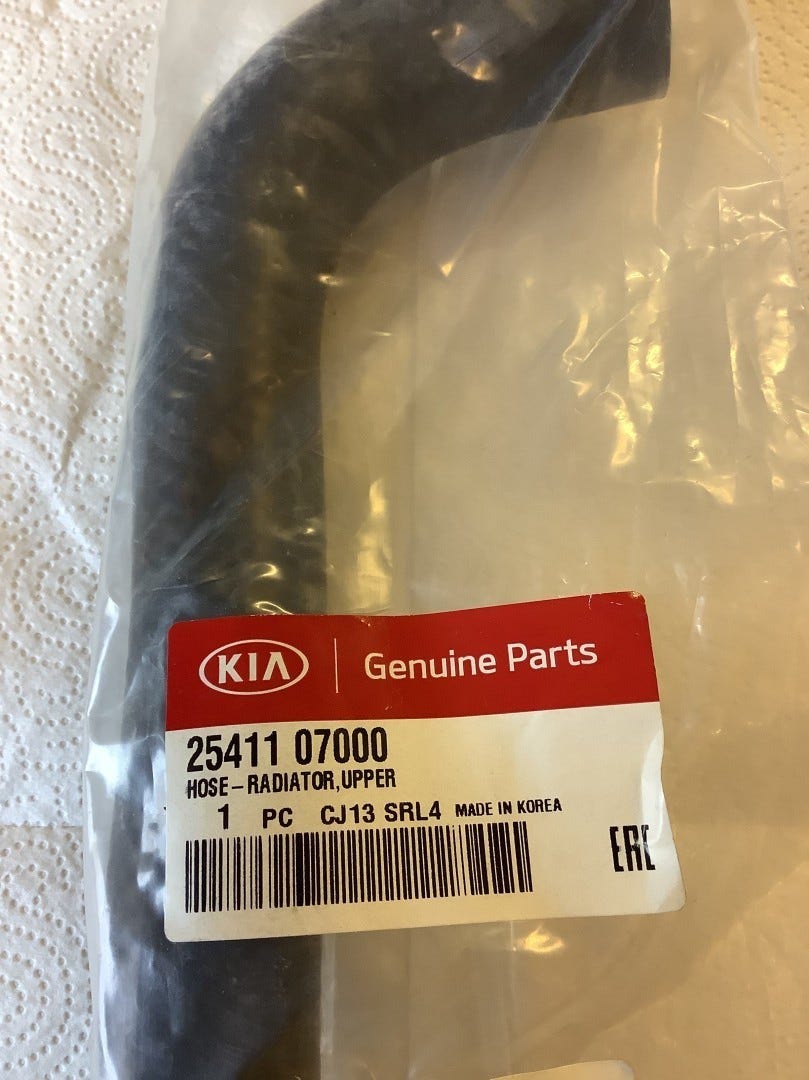 KIA Genuine Parts
25411 07000
HOSE-RADIATOR,UPPER
1 PC CJ13 SRL4 MADE IN KOREA
EAC